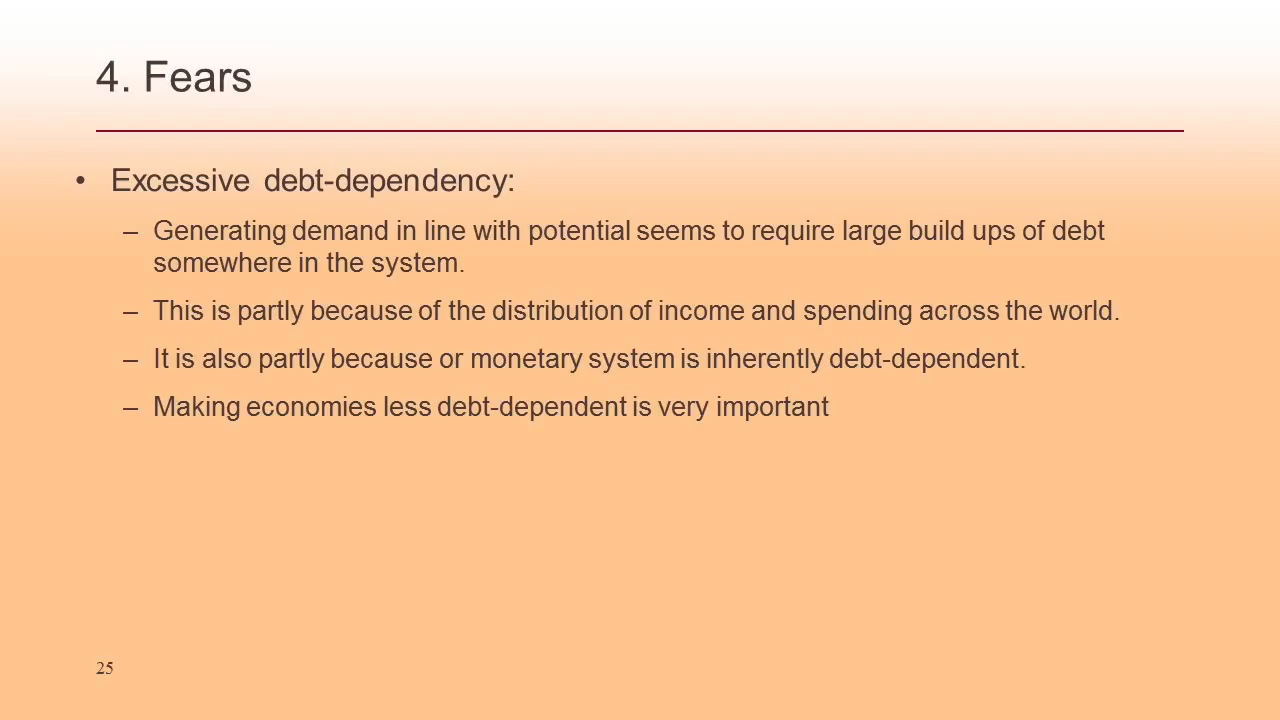 4. Fears
• Excessive debt-dependency:
– Generating demand in line with potential seems to require large build ups of debt
somewhere in the system.
– This is partly because of the distribution of income and spending across the world.
– It is also partly because or monetary system is inherently debt-dependent.
– Making economies less debt-dependent is very important
25